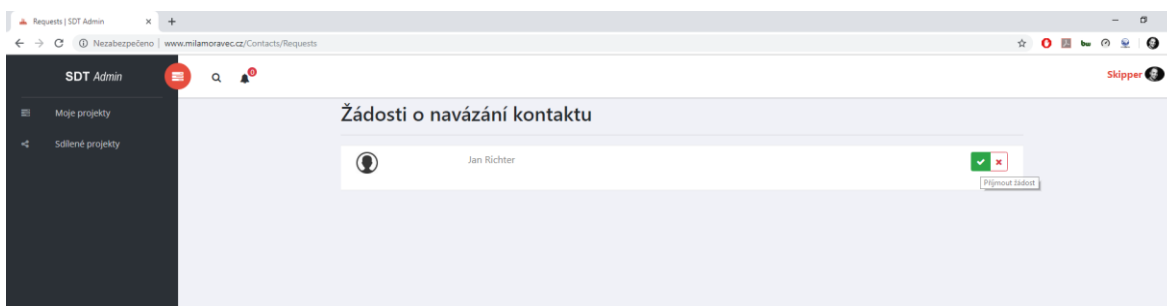 Requests | SDT Admin
Nezabezpečeno | www.milamoravec.cz/Contacts/Requests
SDT Admin
0
Skipper
Moje projekty
Sdílené projekty
Žádosti o navázání kontaktu
Jan Richter
Přijmout žádost